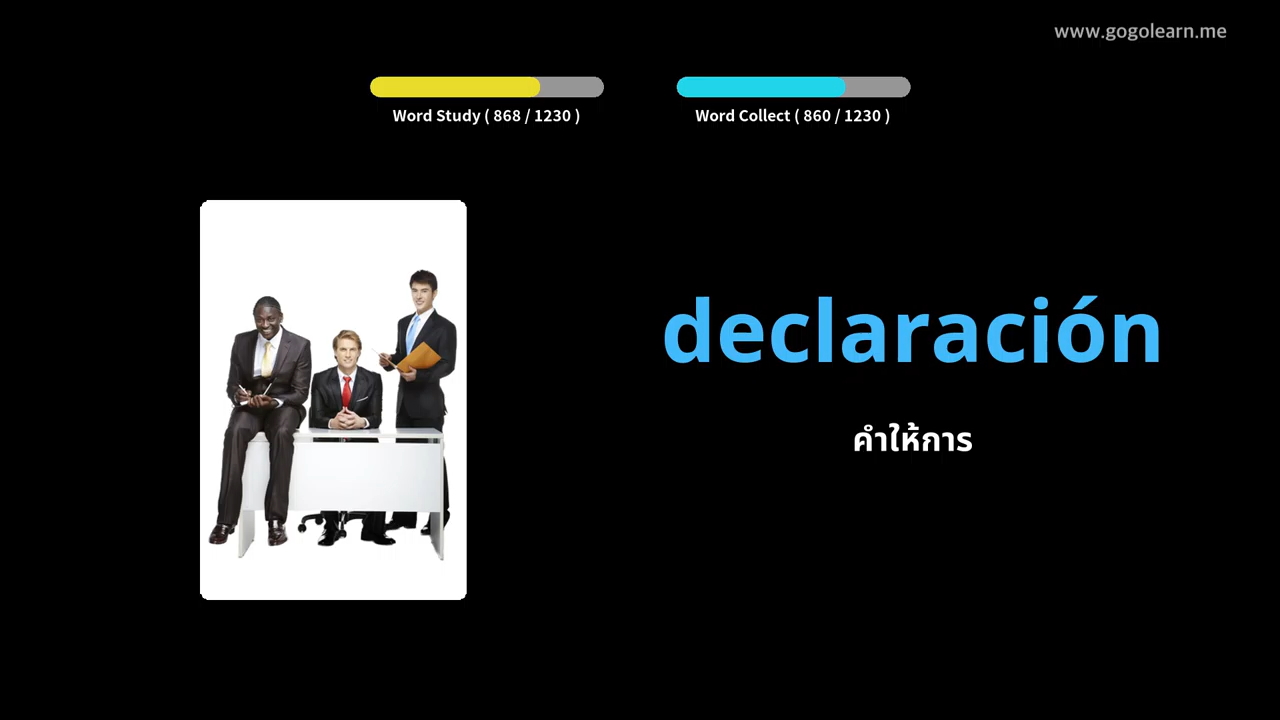 www.gogolearn.me
Word Study ( 868 / 1230 )
Word Collect ( 860 / 1230 )
declaración
คำให้การ